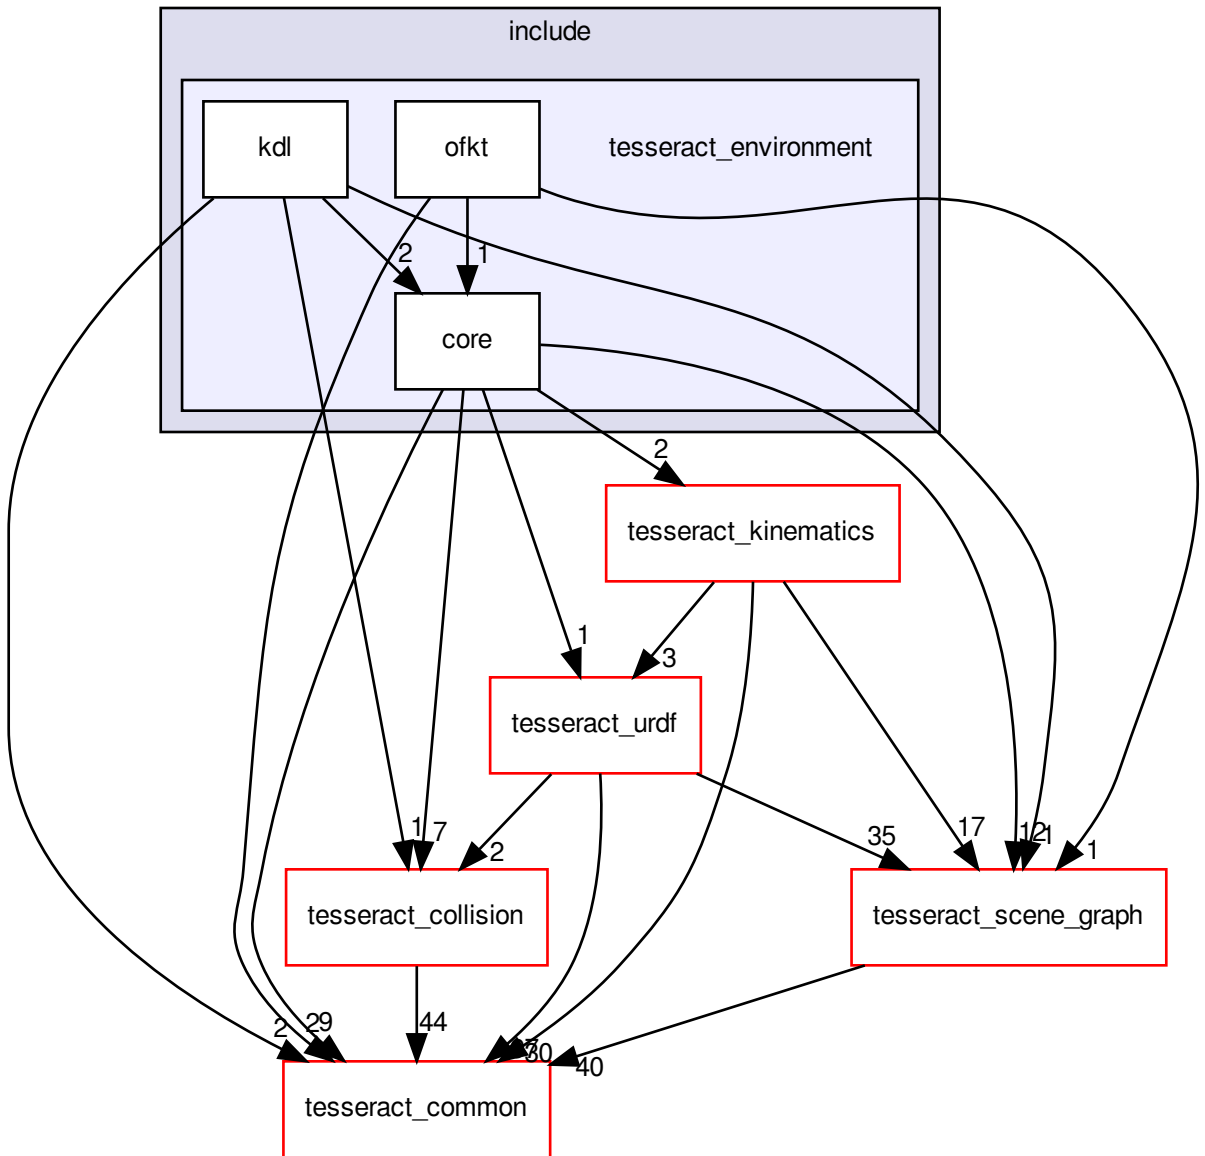 include
kdl
ofkt
tesseract_environment
2
1
core
2
tesseract_kinematics
1
3
tesseract_urdf
1
7
2
35
17
12
1
1
tesseract_collision
tesseract_scene_graph
2
29
44
30
40
tesseract_common